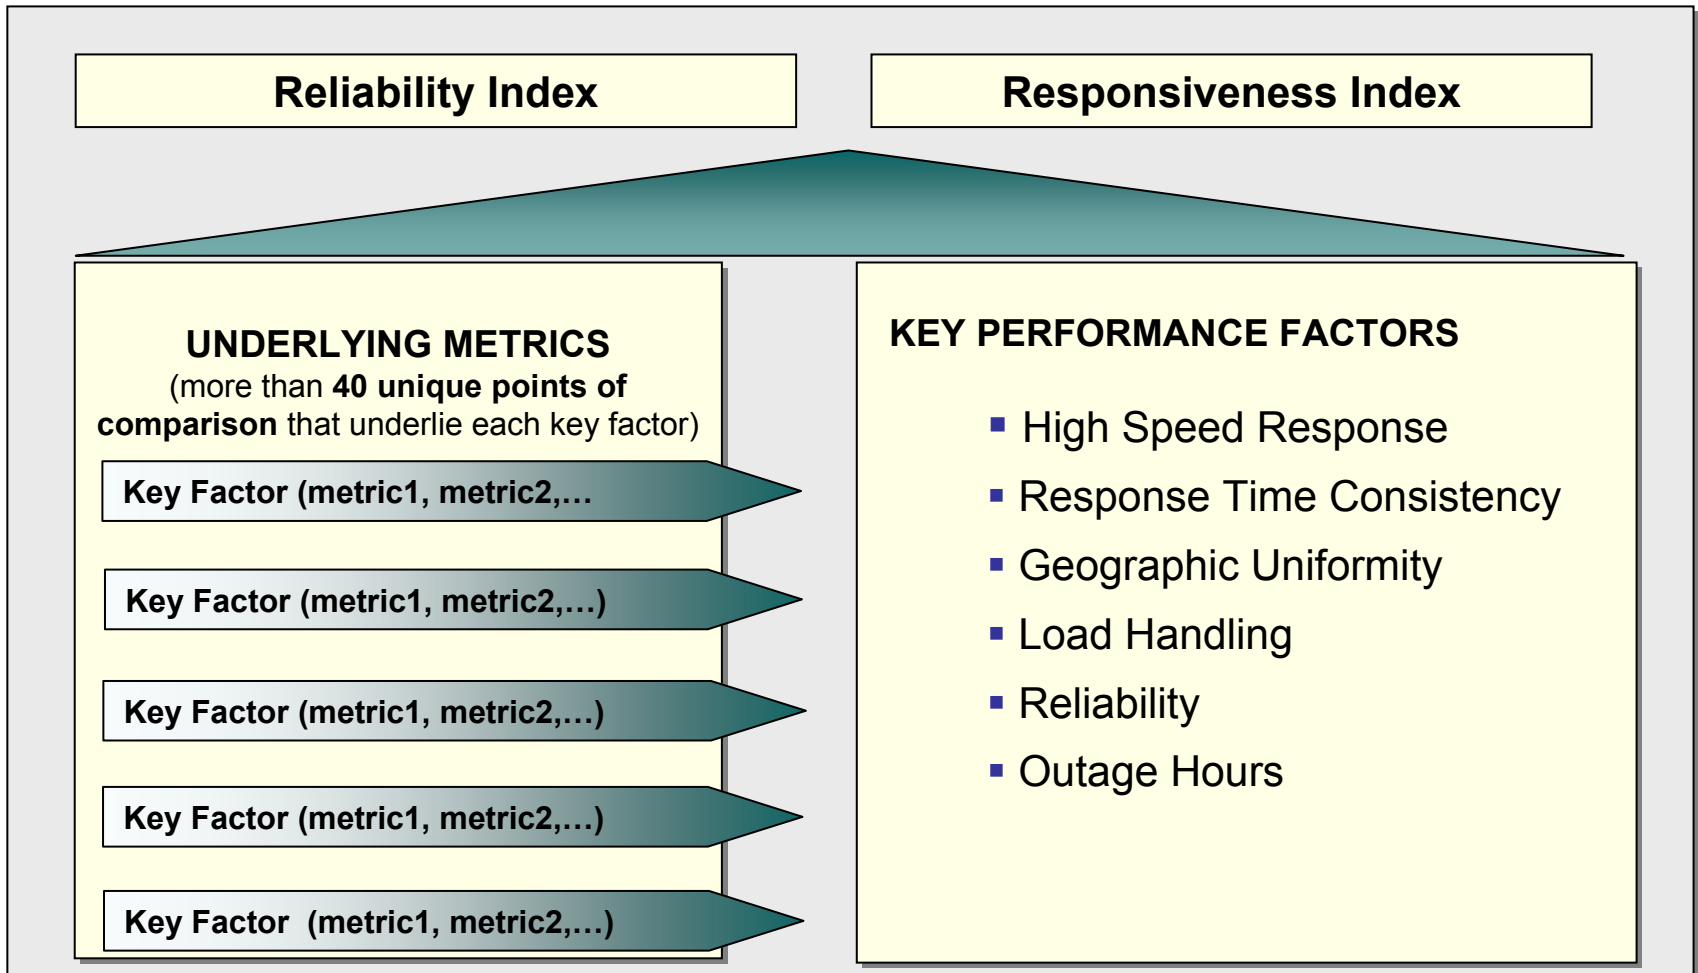 Reliability Index
Responsiveness Index
UNDERLYING METRICS
(more than 40 unique points of
comparison that underlie each key factor)
Key Factor (metric1, metric2,…
Key Factor (metric1, metric2,…)
Key Factor (metric1, metric2,…)
Key Factor (metric1, metric2,…)
Key Factor (metric1, metric2,…)
KEY PERFORMANCE FACTORS
▪ High Speed Response
▪ Response Time Consistency
▪ Geographic Uniformity
▪ Load Handling
▪ Reliability
▪ Outage Hours